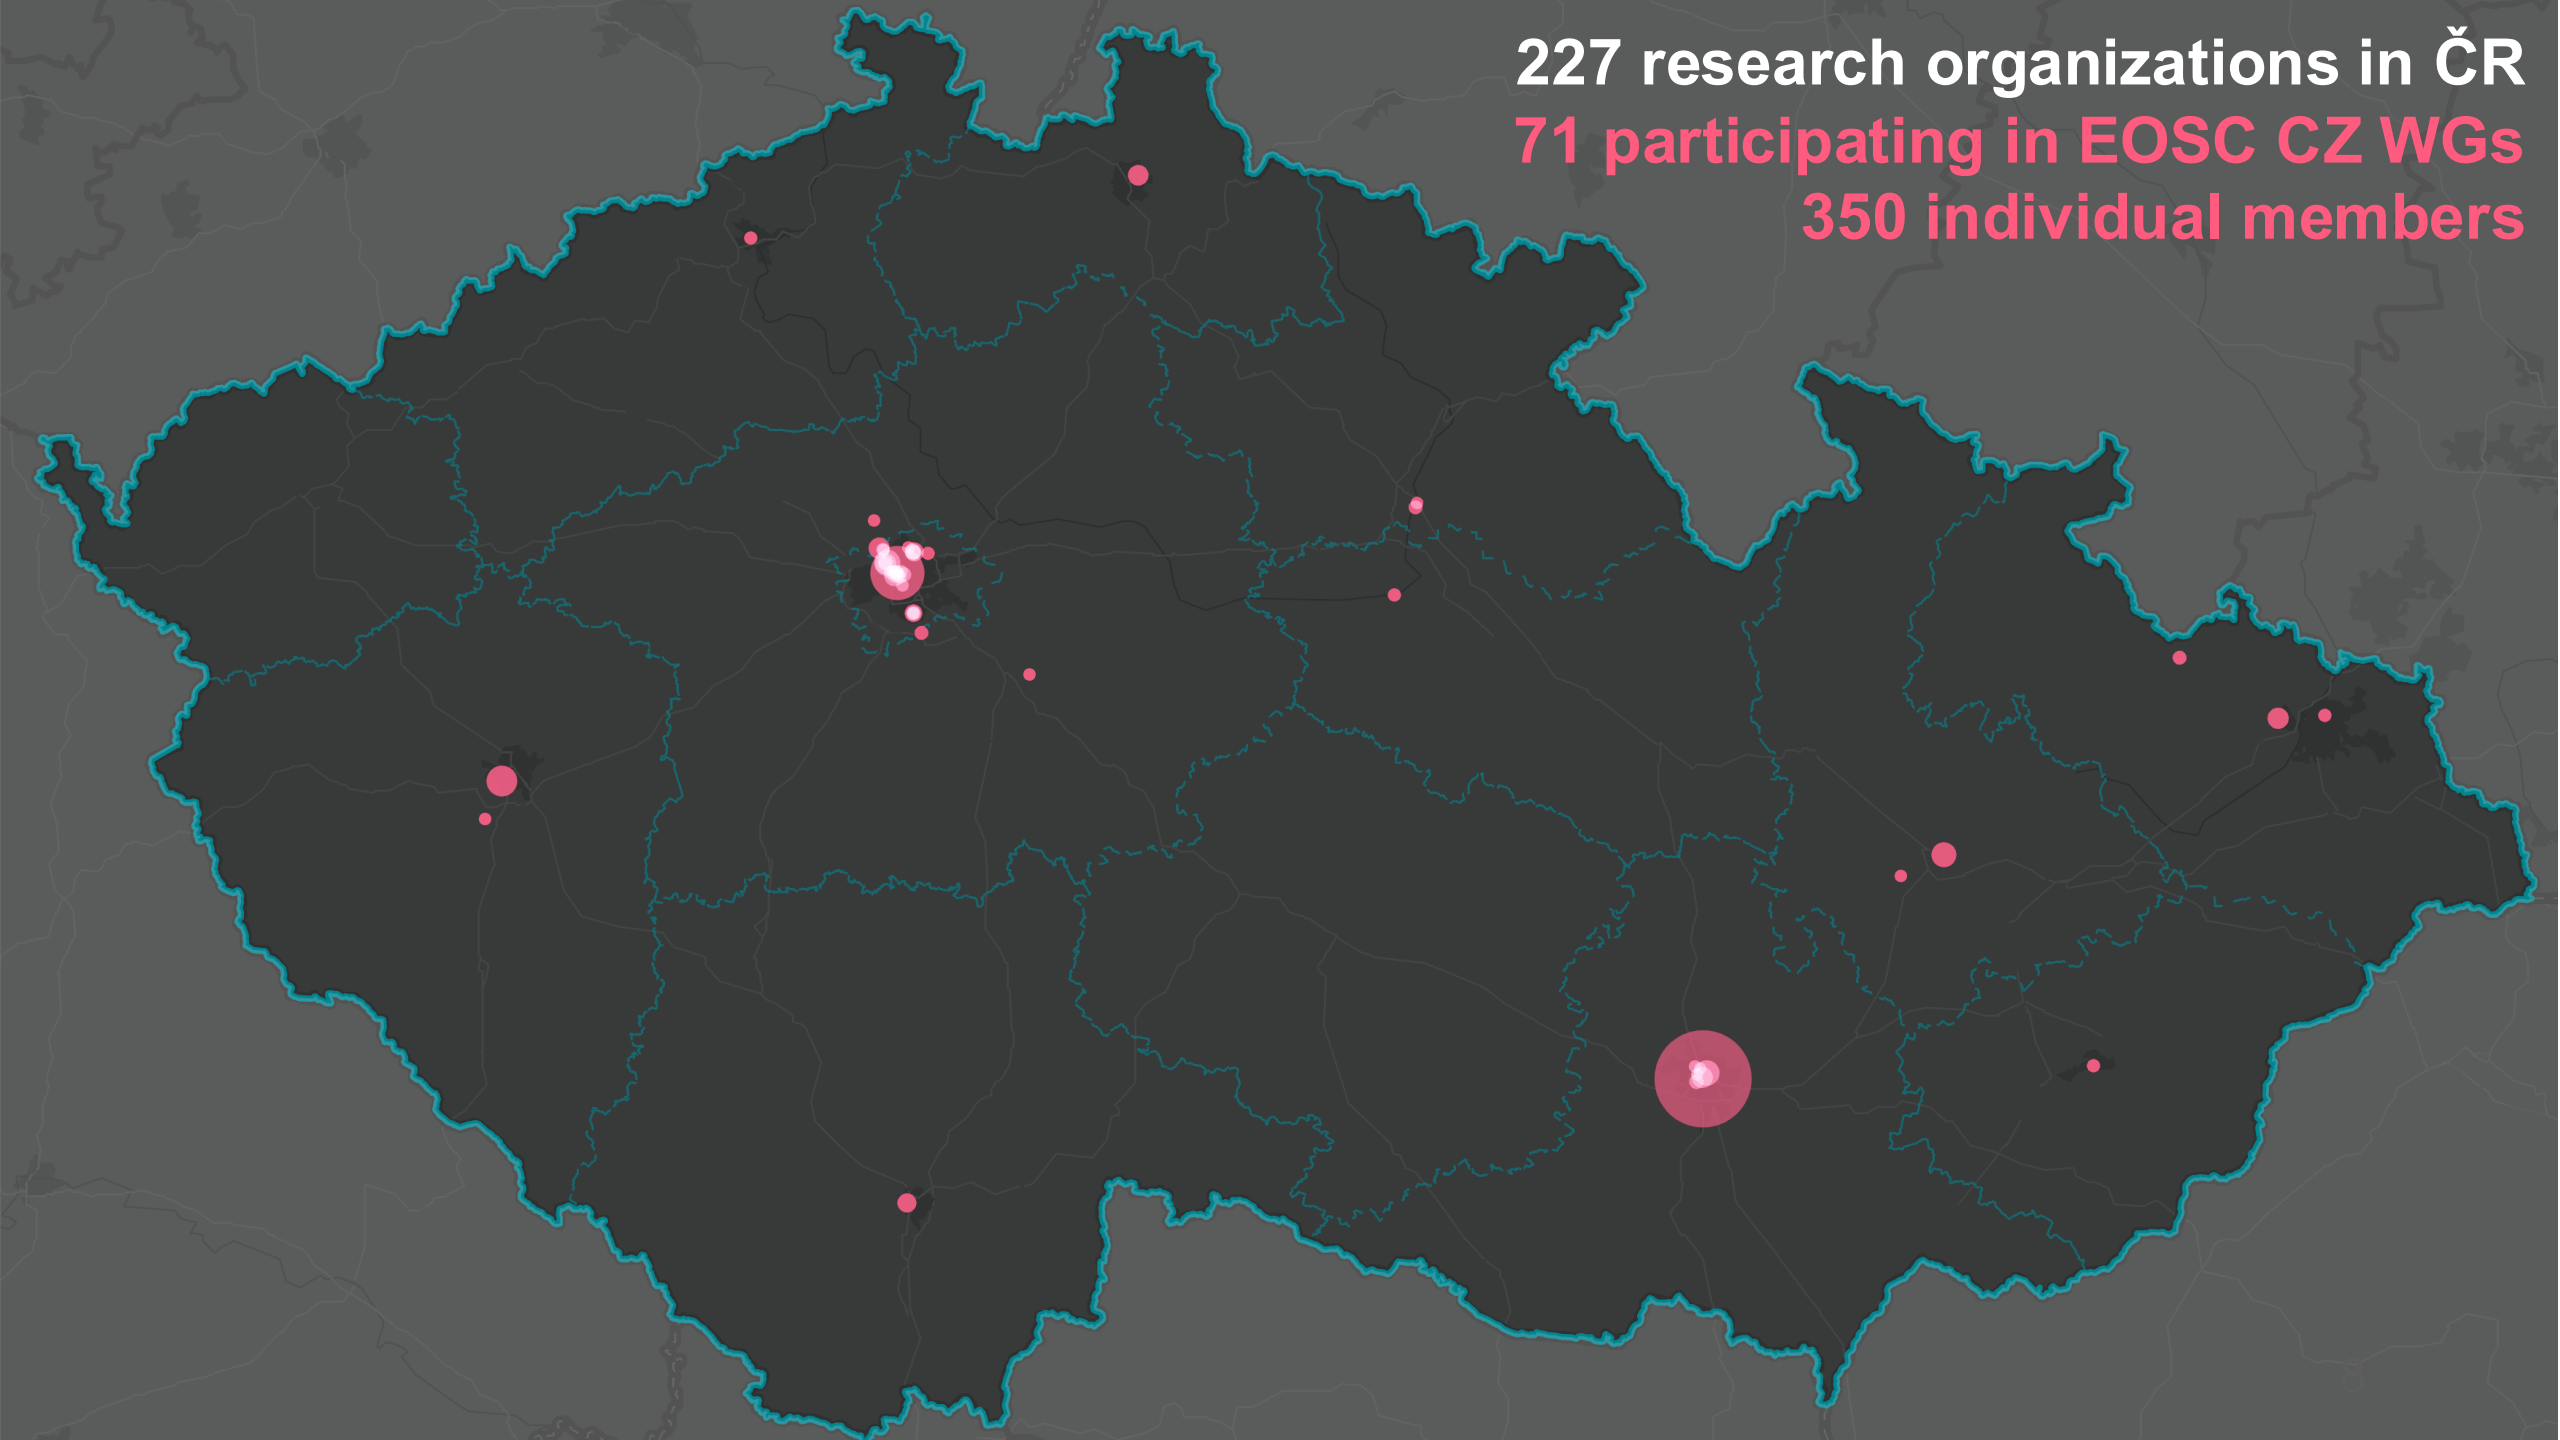 227 research organizations in ČR
71 participating in EOSC CZ WGs
350 individual members